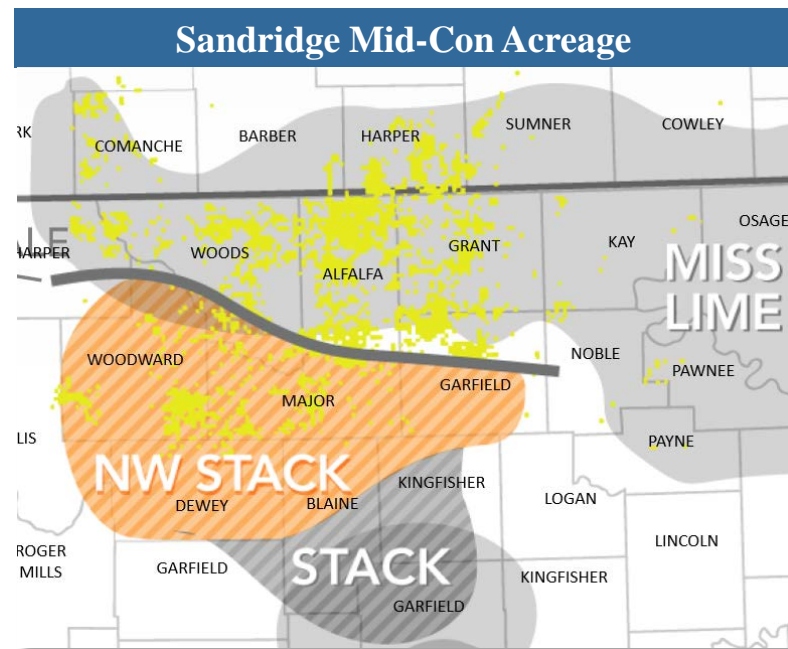 Sandridge Mid-Con Acreage
RK
COMANCHE
BARBER
HARPER
SUMNER
COWLEY
LE
HARPER
WOODS
ALFALFA
GRANT
KAY
OSAGE
MISS
LIME
WOODWARD
MAJOR
GARFIELD
NOBLE
PAWNEE
LIS
NW STACK
DEWEY
BLAINE
KINGFISHER
PAYNE
LOGAN
ROGER
MILLS
GARFIELD
STACK
GARFIELD
KINGFISHER
LINCOLN